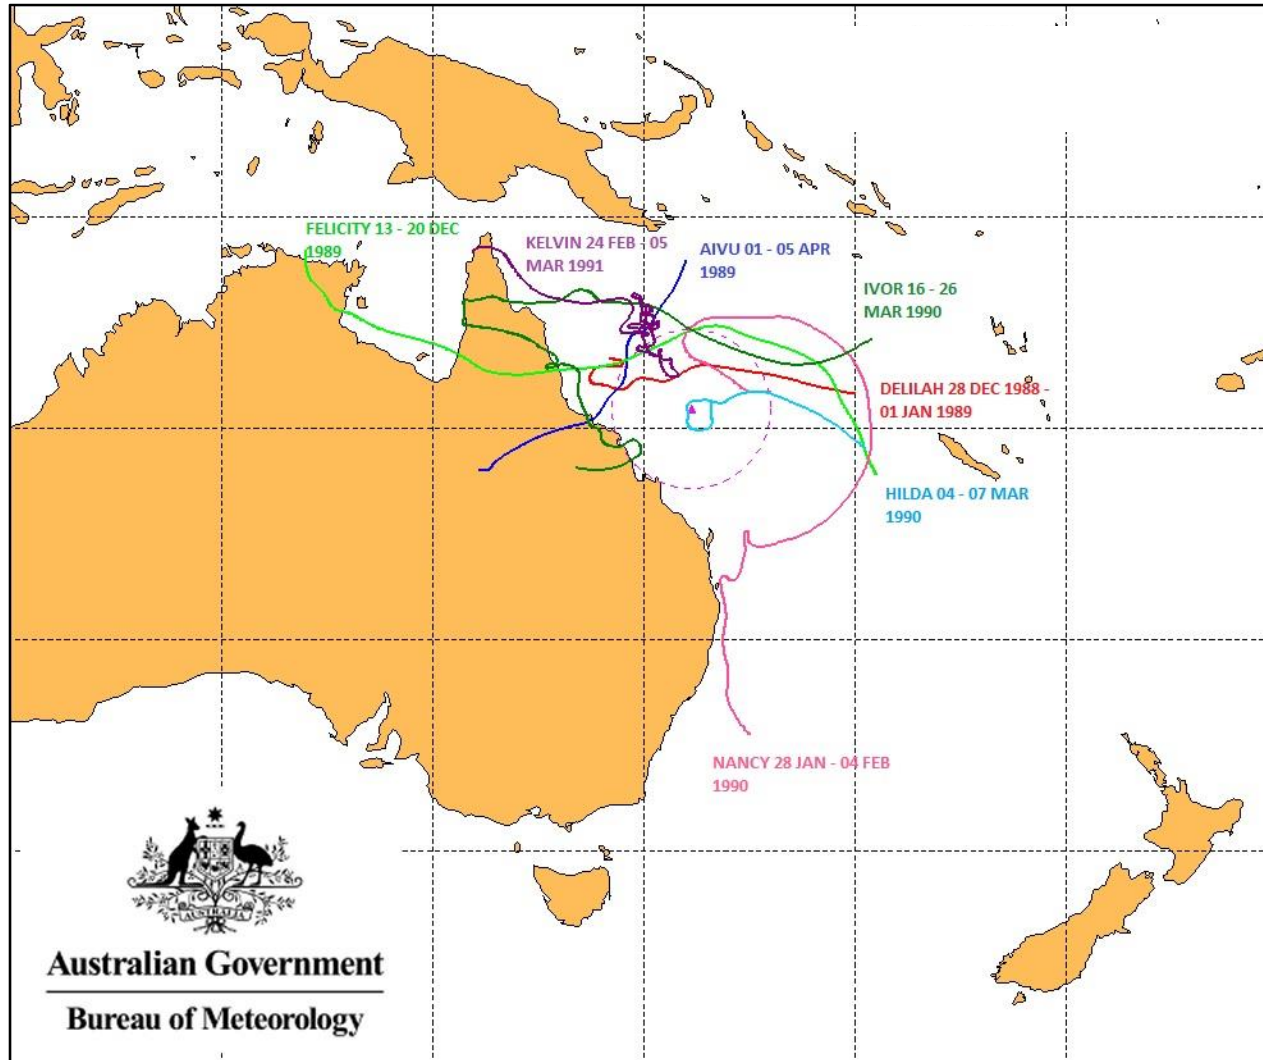 FELICITY 13 - 20 DEC
1989
KELVIN 24 FEB - 05
MAR 1991
AIVU 01 - 05 APR
1989
IVOR 16 - 26
MAR 1990
DELILAH 28 DEC 1988 -
01 JAN 1989
HILDA 04 - 07 MAR
1990
NANCY 28 JAN - 04 FEB
1990
AUSTRALIA
Australian Government
Bureau of Meteorology